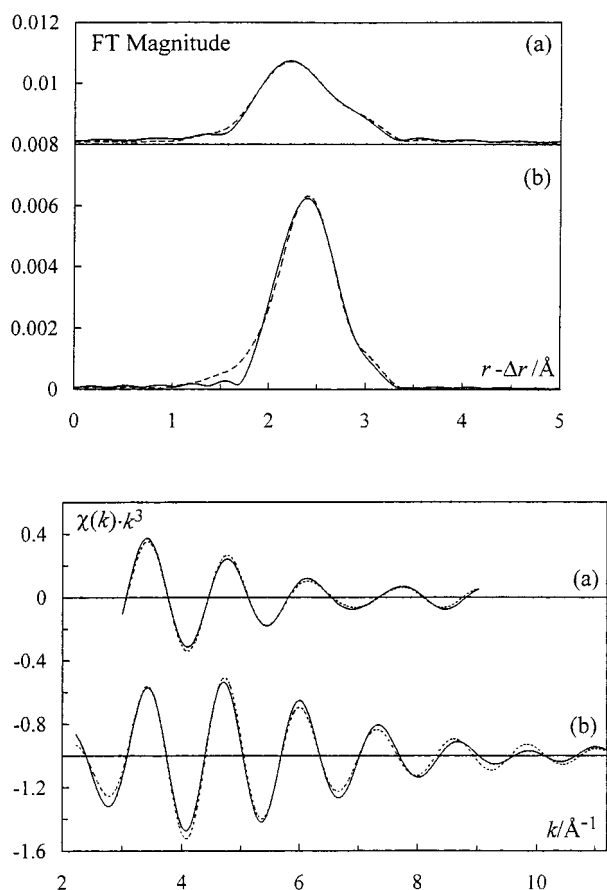 0.012
FT Magnitude
(a)
0.01
0.008
(b)
0.006
0.004
0.002
r - Δr /Å
0
0 1 2 3 4 5
χ(k)·k³
0.4
(a)
0
-0.4
-0.8
(b)
-1.2
k/Å⁻¹
-1.6
2 4 6 8 10